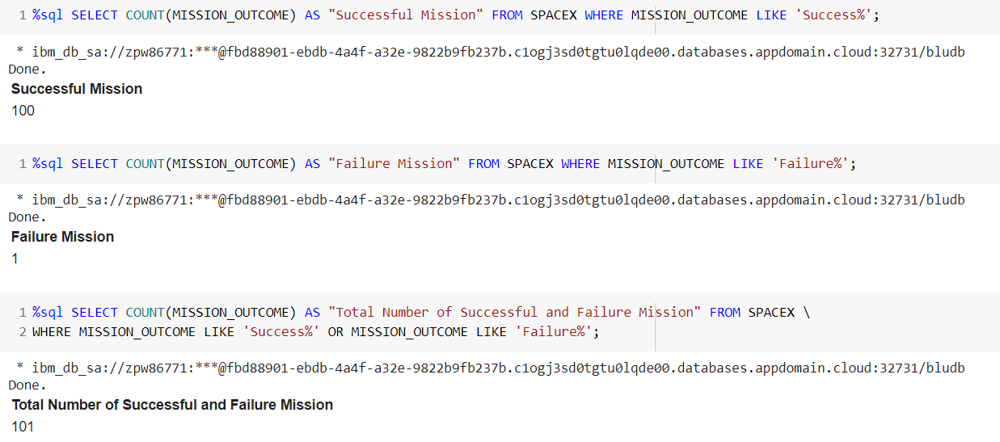 1 %sql SELECT COUNT(MISSION_OUTCOME) AS "Successful Mission" FROM SPACEX WHERE MISSION_OUTCOME LIKE 'Success%';
* ibm_db_sa://zpw86771:***@fbd88901-ebdb-4a4f-a32e-9822b9fb237b.c1ogj3sd0tgtu0lqde00.databases.appdomain.cloud:32731/bludb
Done.
Successful Mission
100
1 %sql SELECT COUNT(MISSION_OUTCOME) AS "Failure Mission" FROM SPACEX WHERE MISSION_OUTCOME LIKE 'Failure%';
* ibm_db_sa://zpw86771:***@fbd88901-ebdb-4a4f-a32e-9822b9fb237b.c1ogj3sd0tgtu0lqde00.databases.appdomain.cloud:32731/bludb
Done.
Failure Mission
1
1 %sql SELECT COUNT(MISSION_OUTCOME) AS "Total Number of Successful and Failure Mission" FROM SPACEX \
2 WHERE MISSION_OUTCOME LIKE 'Success%' OR MISSION_OUTCOME LIKE 'Failure%';
* ibm_db_sa://zpw86771:***@fbd88901-ebdb-4a4f-a32e-9822b9fb237b.c1ogj3sd0tgtu0lqde00.databases.appdomain.cloud:32731/bludb
Done.
Total Number of Successful and Failure Mission
101